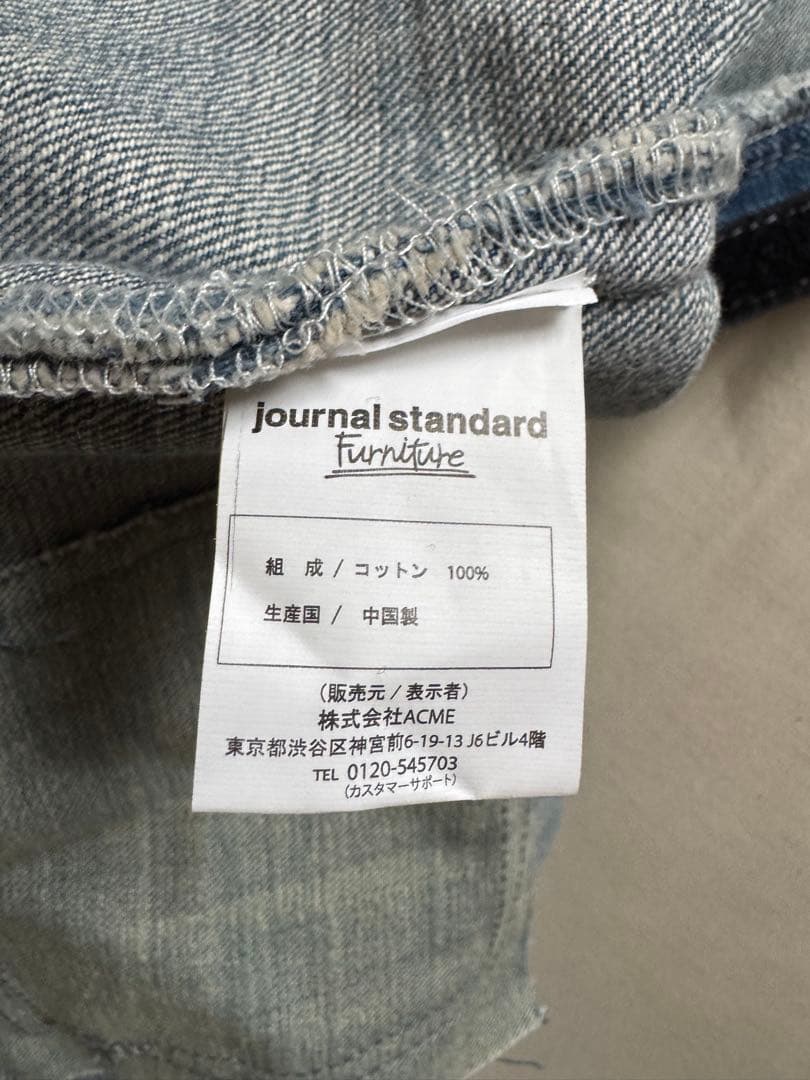 journal standard
Furniture
組　成 / コットン　100%
生産国 /　中国製
（販売元 / 表示者）
株式会社ACME
東京都渋谷区神宮前6-19-13 J6ビル4階
TEL 0120-545703
（カスタマーサポート）